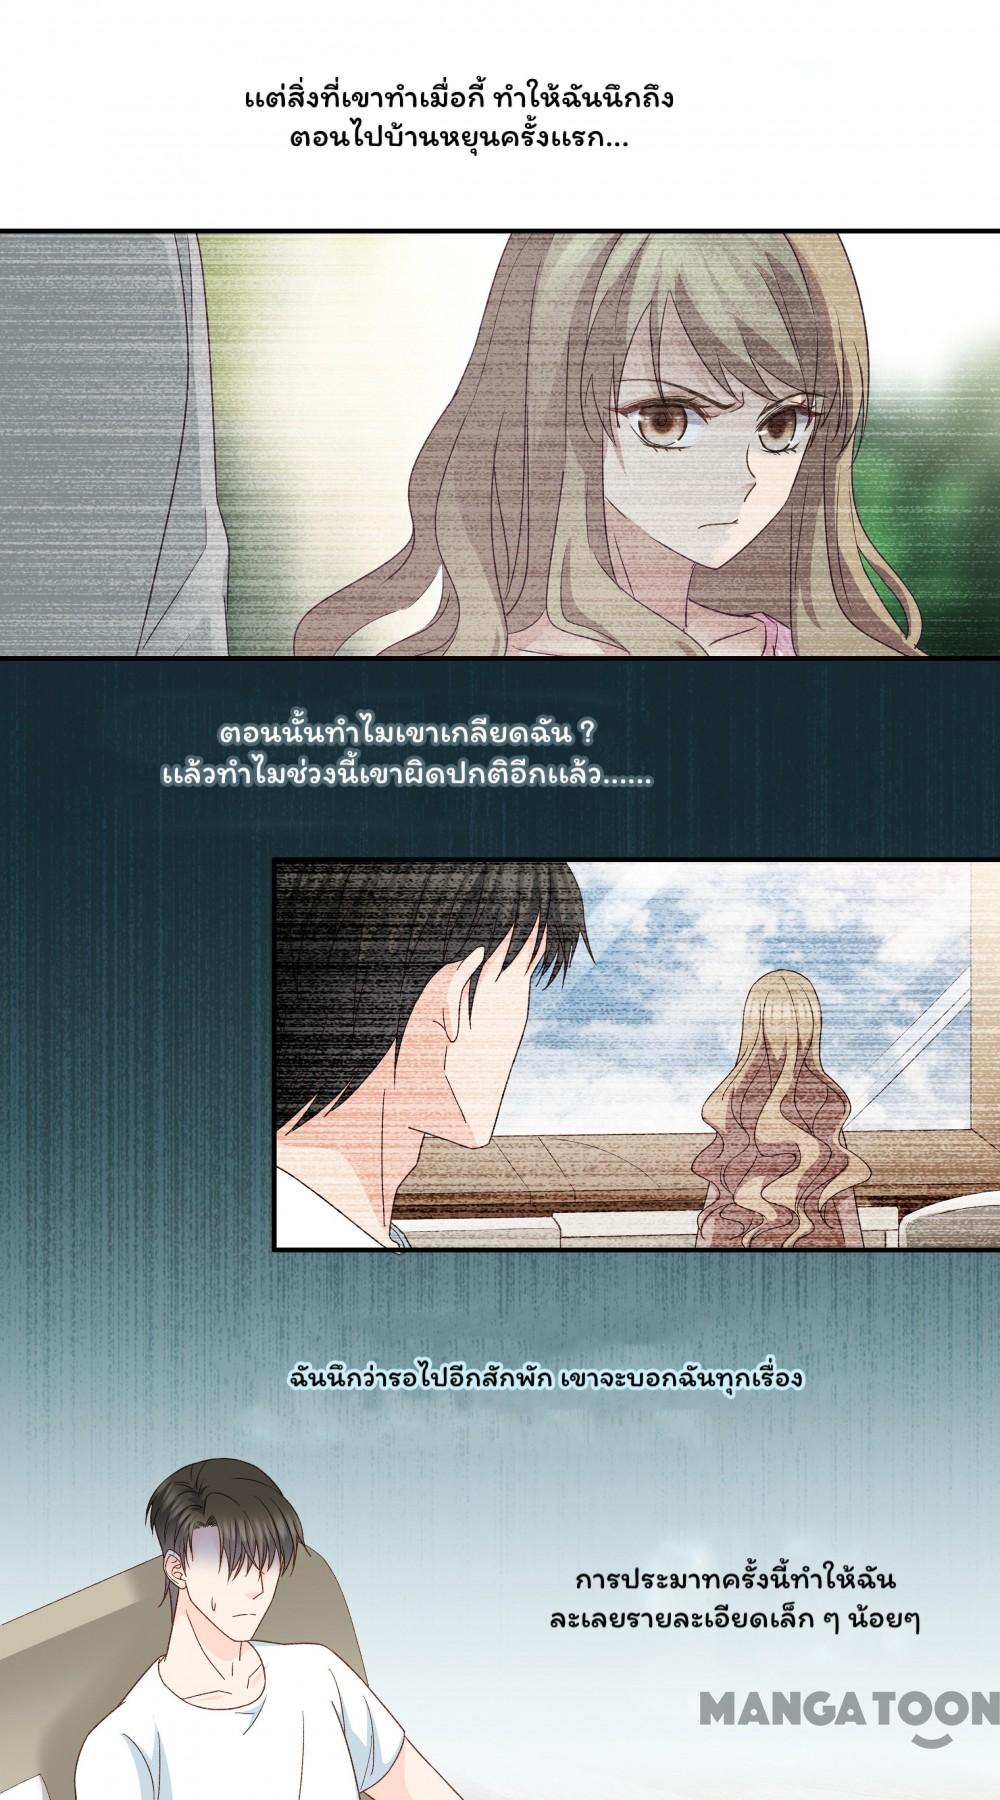 แต่สิ่งที่เขาทำเมื่อกี้ ทำให้ฉันนึกถึง
ตอนไปบ้านหยุนครั้งแรก...
ตอนนั้นทำไมเขาเกลียดฉัน ?
แล้วทำไมช่วงนี้เขาผิดปกติอีกแล้ว......
ฉันนึกว่ารอไปอีกสักพัก เขาจะบอกฉันทุกเรื่อง
การประมาทครั้งนี้ทำให้ฉัน
ละเลยรายละเอียดเล็ก ๆ น้อยๆ
MANGATOON